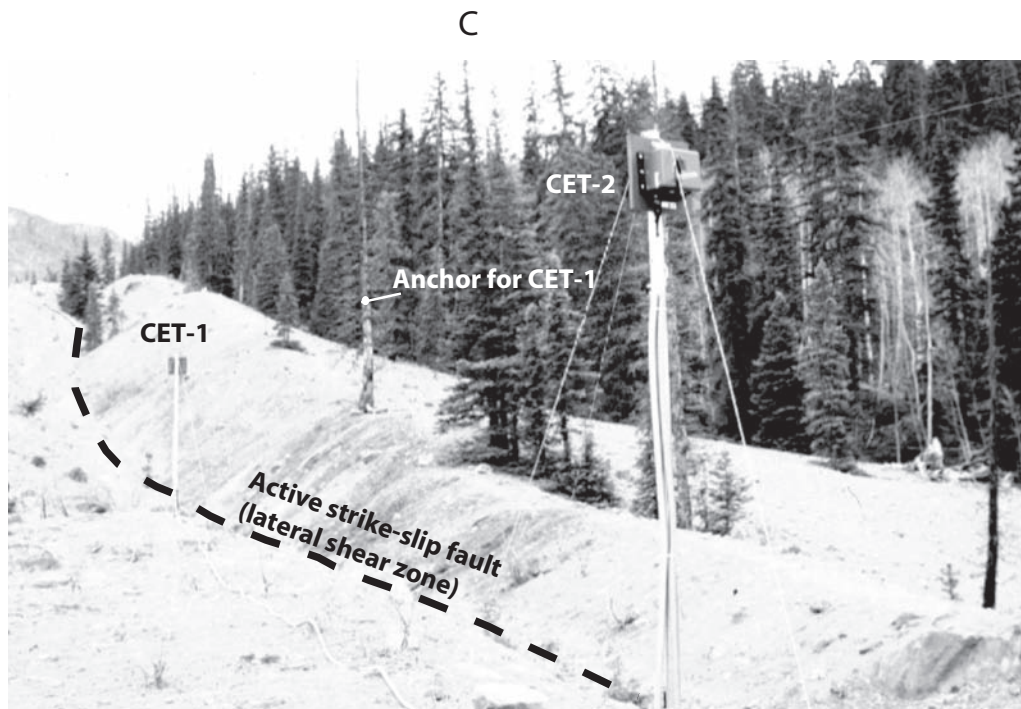 C
CET-2
Anchor for CET-1
CET-1
Active strike-slip fault
(lateral shear zone)